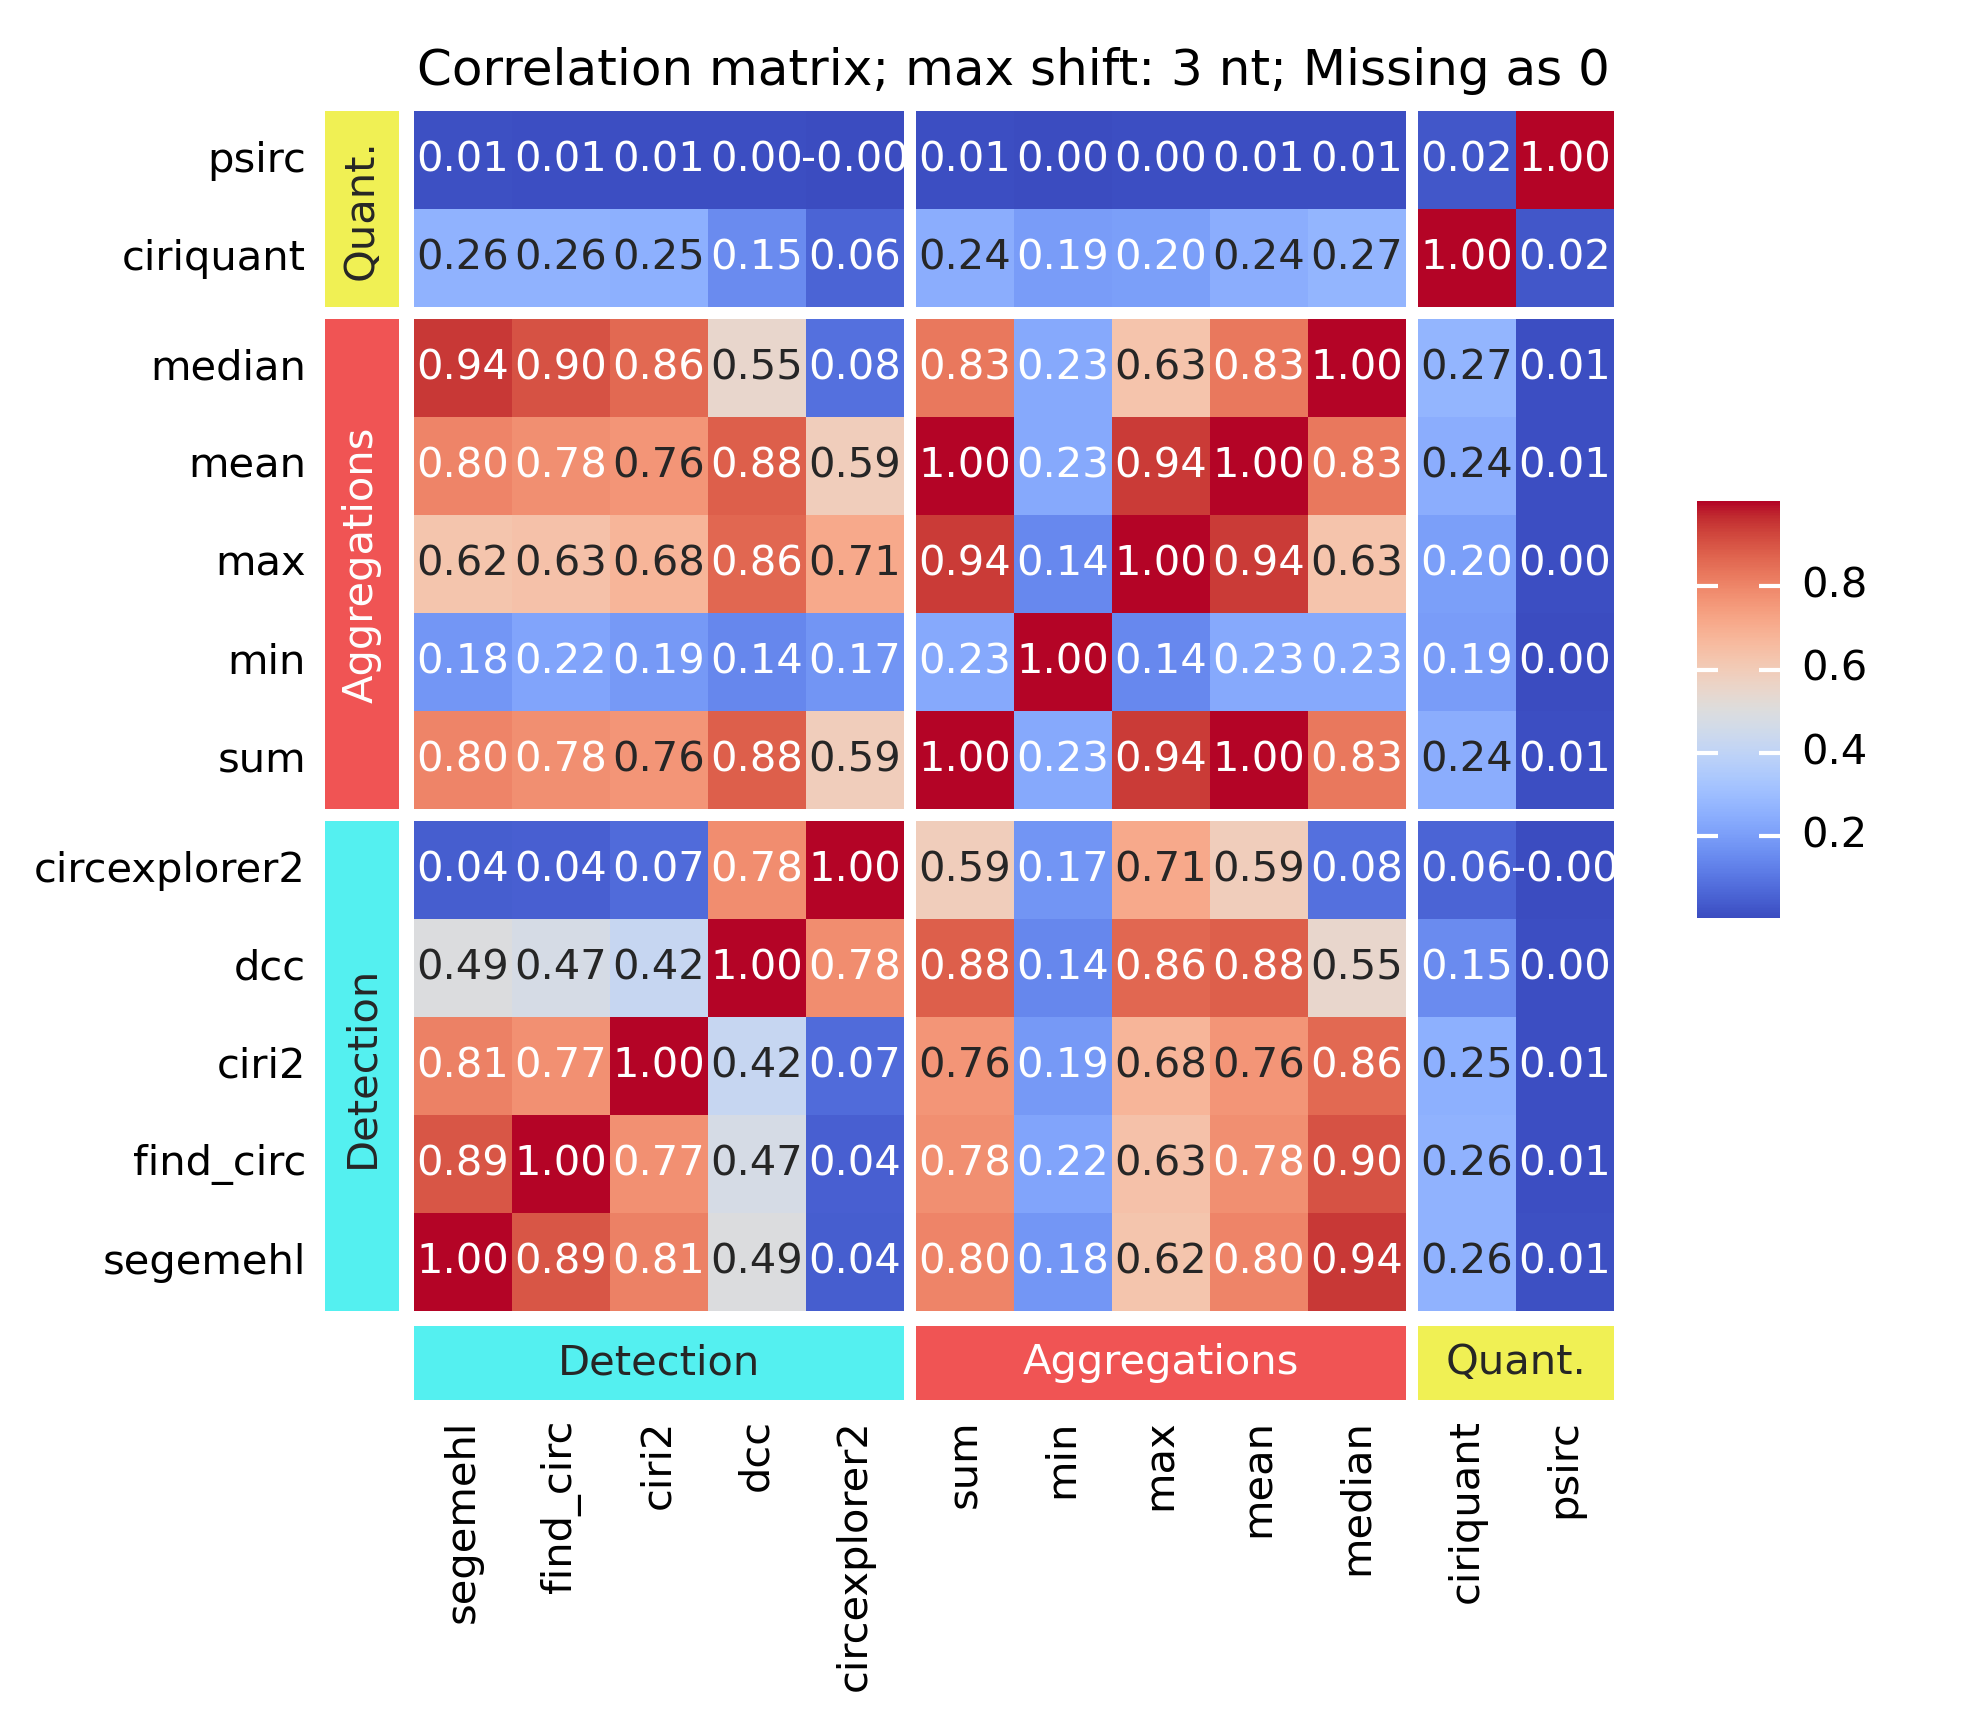 Correlation matrix; max shift: 3 nt; Missing as 0
psirc 0.01 0.01 0.01 0.00 -0.00 0.01 0.00 0.00 0.01 0.01 0.02 1.00
ciriquant 0.26 0.26 0.25 0.15 0.06 0.24 0.19 0.20 0.24 0.27 1.00 0.02
Quant.
median 0.94 0.90 0.86 0.55 0.08 0.83 0.23 0.63 0.83 1.00 0.27 0.01
mean 0.80 0.78 0.76 0.88 0.59 1.00 0.23 0.94 1.00 0.83 0.24 0.01
max 0.62 0.63 0.68 0.86 0.71 0.94 0.14 1.00 0.94 0.63 0.20 0.00
min 0.18 0.22 0.19 0.14 0.17 0.23 1.00 0.14 0.23 0.23 0.19 0.00
sum 0.80 0.78 0.76 0.88 0.59 1.00 0.23 0.94 1.00 0.83 0.24 0.01
Aggregations
circexplorer2 0.04 0.04 0.07 0.78 1.00 0.59 0.17 0.71 0.59 0.08 0.06 -0.00
dcc 0.49 0.47 0.42 1.00 0.78 0.88 0.14 0.86 0.88 0.55 0.15 0.00
ciri2 0.81 0.77 1.00 0.42 0.07 0.76 0.19 0.68 0.76 0.86 0.25 0.01
find_circ 0.89 1.00 0.77 0.47 0.04 0.78 0.22 0.63 0.78 0.90 0.26 0.01
segemehl 1.00 0.89 0.81 0.49 0.04 0.80 0.18 0.62 0.80 0.94 0.26 0.01
Detection
Detection Aggregations Quant.
segemehl
find_circ
ciri2
dcc
circexplorer2
sum
min
max
mean
median
ciriquant
psirc
0.8
0.6
0.4
0.2